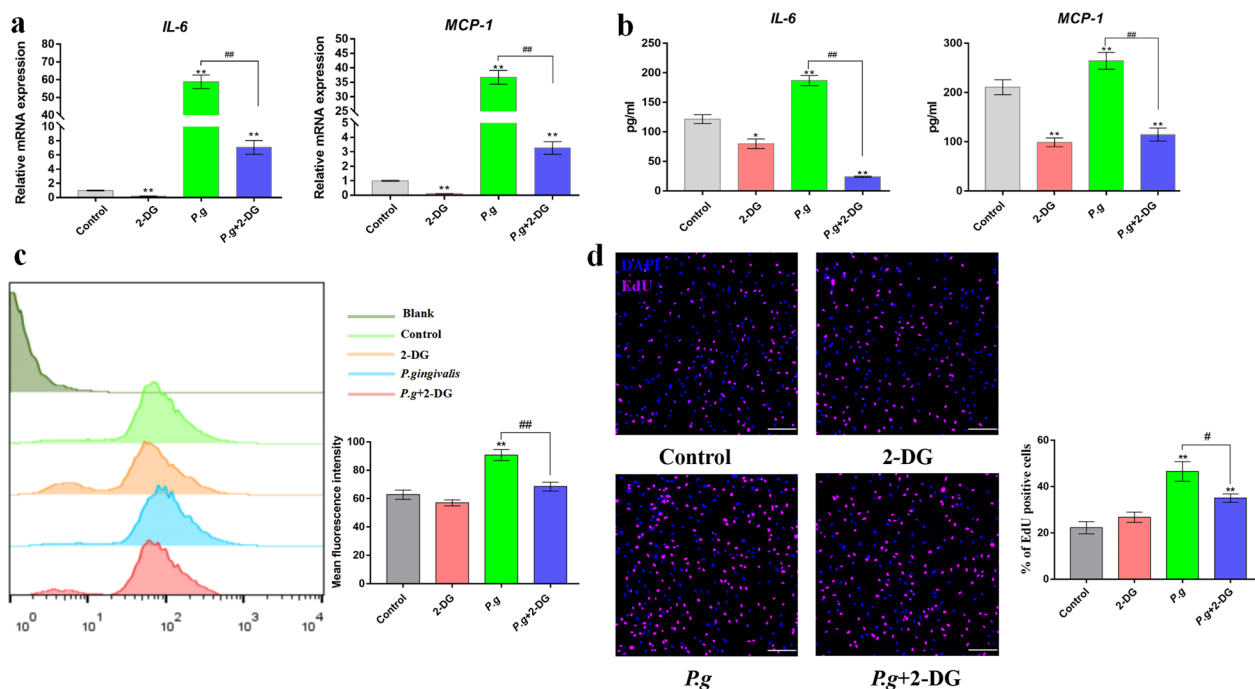 a
IL-6
Relative mRNA expression
80
70
60
50
40
10
8
6
4
2
0
**
**
**
##
Control
2-DG
P.g
P.g+2-DG
MCP-1
Relative mRNA expression
50
45
40
35
30
25
5
4
3
2
1
0
**
**
**
##
Control
2-DG
P.g
P.g+2-DG
b
IL-6
pg/ml
250
200
150
100
50
0
*
**
**
##
Control
2-DG
P.g
P.g+2-DG
MCP-1
pg/ml
300
200
100
0
**
**
**
##
Control
2-DG
P.g
P.g+2-DG
c
10^0
10^1
10^2
10^3
10^4
Blank
Control
2-DG
P.gingivalis
P.g+2-DG
Mean fluorescence intensity
100
80
60
40
20
0
**
##
Control
2-DG
P.g
P.g+2-DG
d
DAPI
EdU
Control
2-DG
P.g
P.g+2-DG
% of EdU positive cells
60
40
20
0
**
**
#
Control
2-DG
P.g
P.g+2-DG